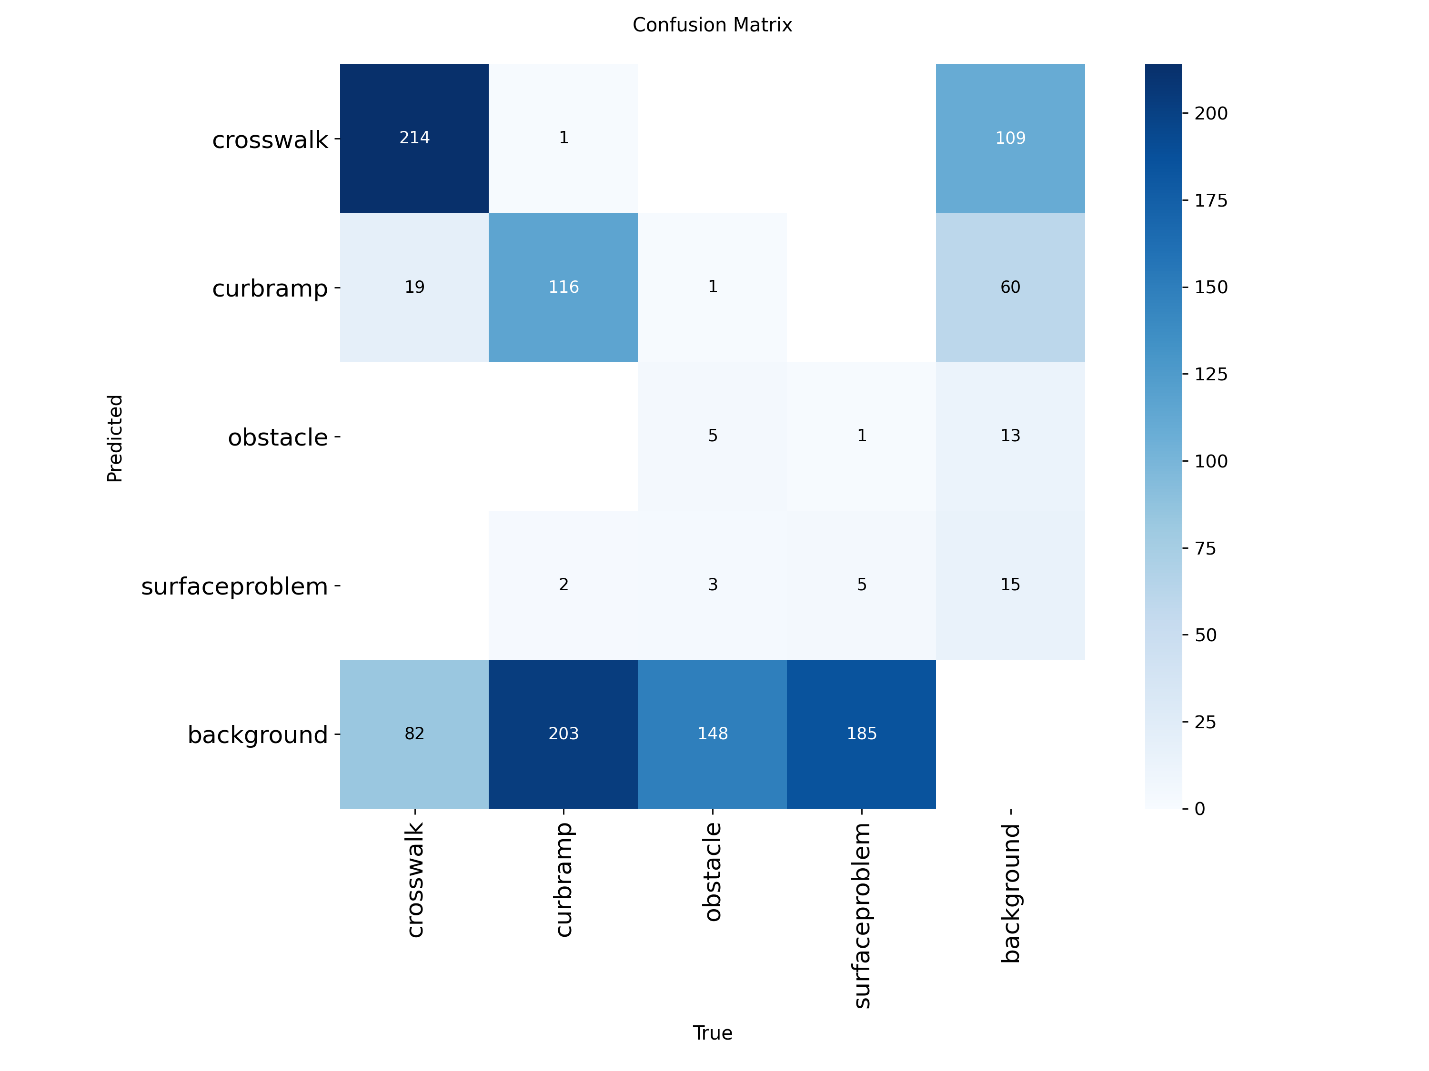 Confusion Matrix
crosswalk 214 1 109
curbramp 19 116 1 60
obstacle 5 1 13
surfaceproblem 2 3 5 15
background 82 203 148 185
crosswalk
curbramp
obstacle
surfaceproblem
background
True
Predicted
200
175
150
125
100
75
50
25
0